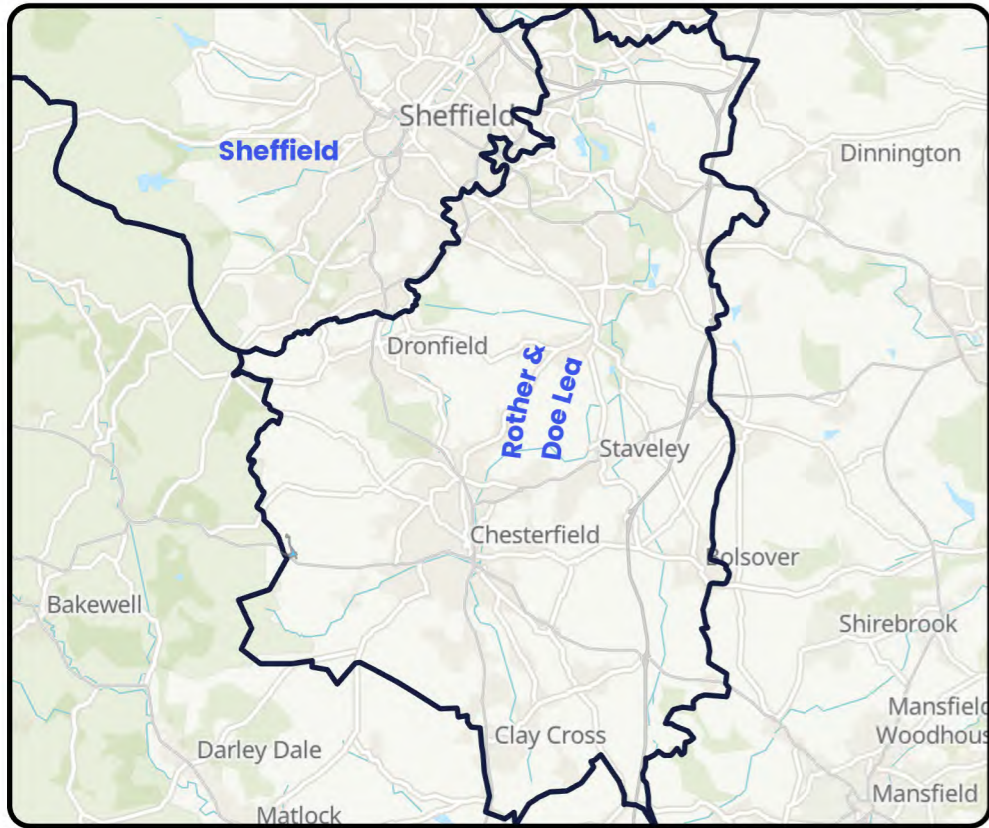 Sheffield
Sheffield
Dinnington
Dronfield
Rother &
Doe Lea
Staveley
Chesterfield
Bolsover
Bakewell
Shirebrook
Mansfield
Woodhous
Clay Cross
Darley Dale
Mansfield
Matlock